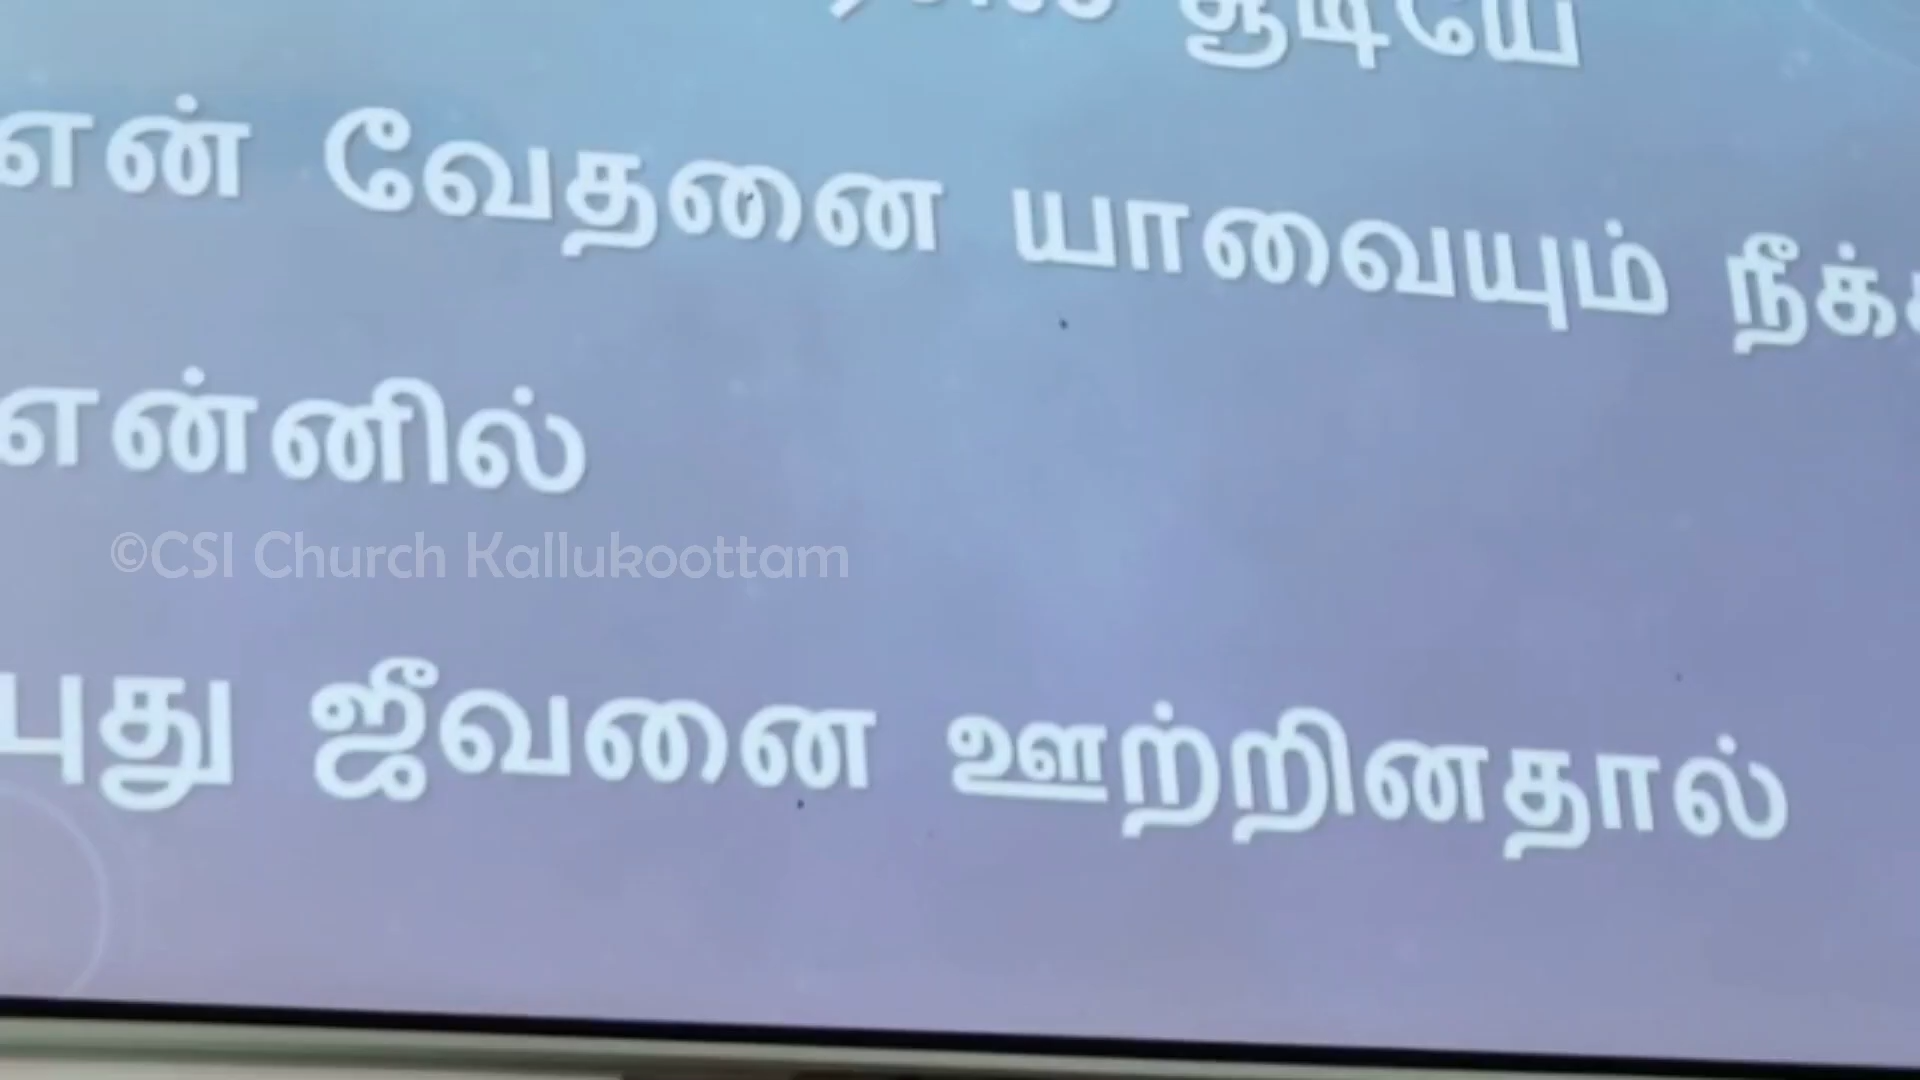 சூடியே
என் வேதனை யாவையும்
என்னில்
©CSI Church Kallukoottam
புது ஜீவனை ஊற்றினதால்